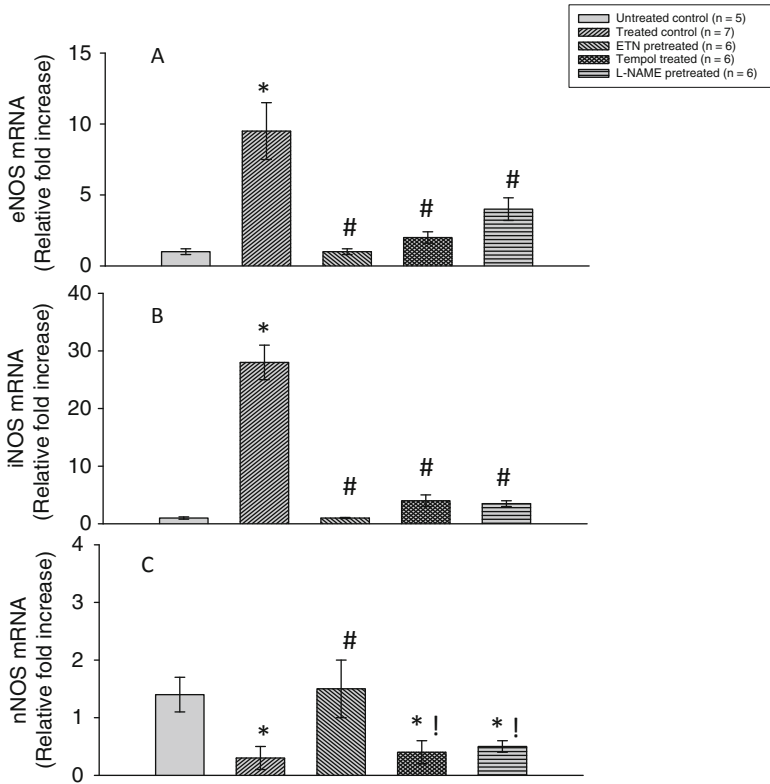 Untreated control (n = 5)
Treated control (n = 7)
ETN pretreated (n = 6)
Tempol treated (n = 6)
L-NAME pretreated (n = 6)
A
eNOS mRNA
(Relative fold increase)
15
10
5
0
*
#
#
#
B
iNOS mRNA
(Relative fold increase)
40
30
20
10
0
*
#
#
#
C
nNOS mRNA
(Relative fold increase)
4
3
2
1
0
*
#
* !
* !